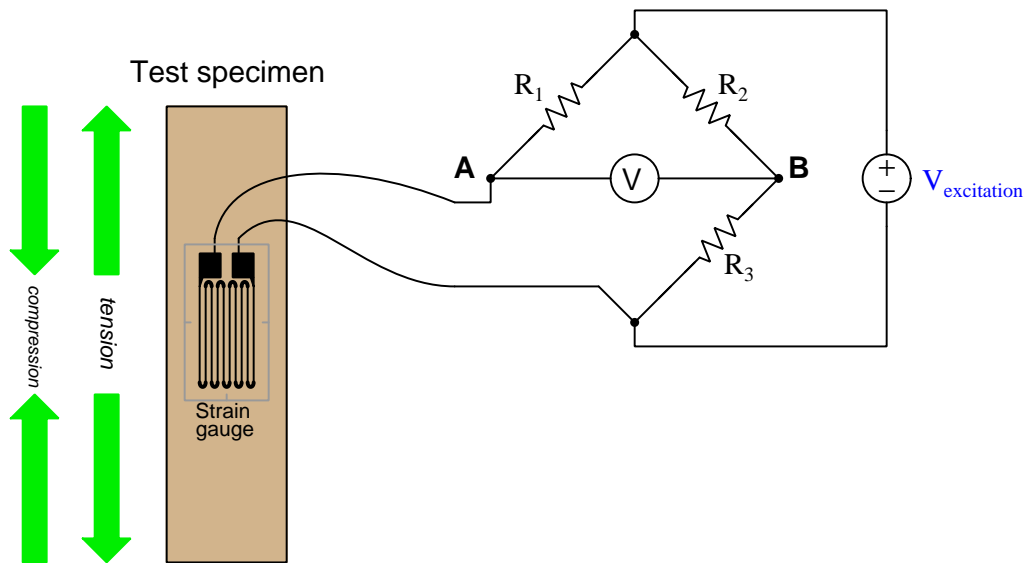 Test specimen
compression
tension
Strain
gauge
R1
R2
A
V
B
R3
+
−
Vexcitation